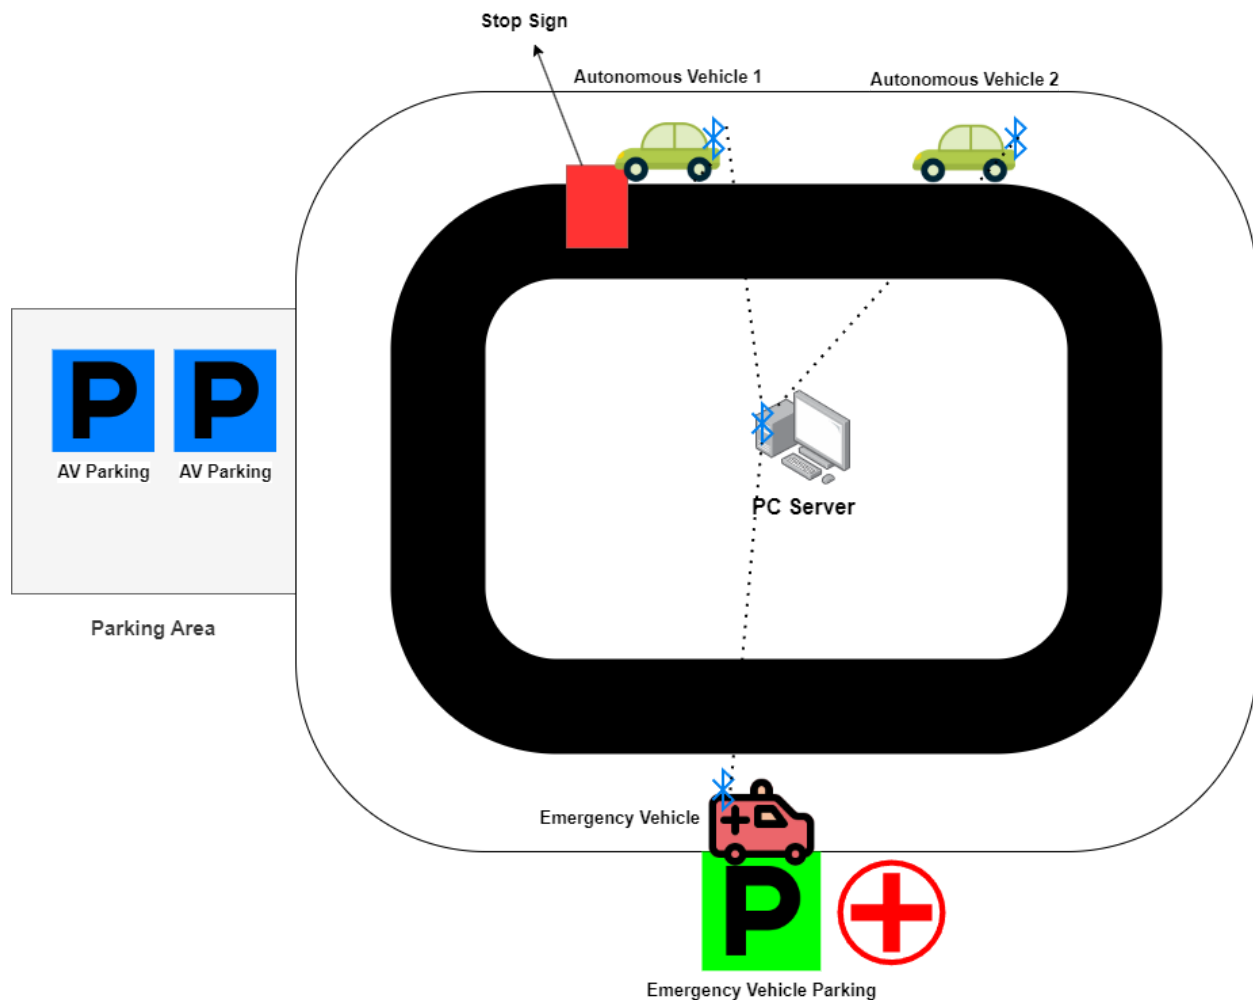 Stop Sign
Autonomous Vehicle 1
Autonomous Vehicle 2
P
P
AV Parking
AV Parking
PC Server
Parking Area
Emergency Vehicle
P
Emergency Vehicle Parking